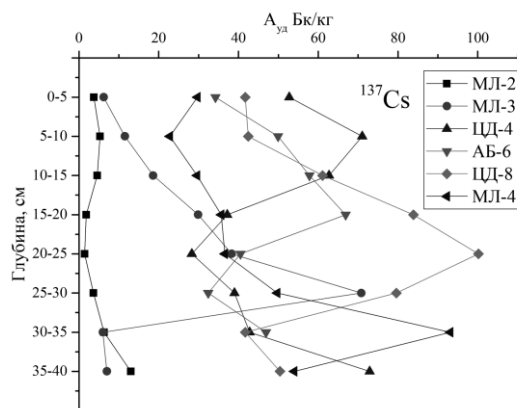 A уд Бк/кг
0 20 40 60 80 100
¹³⁷Cs
МЛ-2
МЛ-3
ЦД-4
АБ-6
ЦД-8
МЛ-4
Глубина, см
0-5
5-10
10-15
15-20
20-25
25-30
30-35
35-40